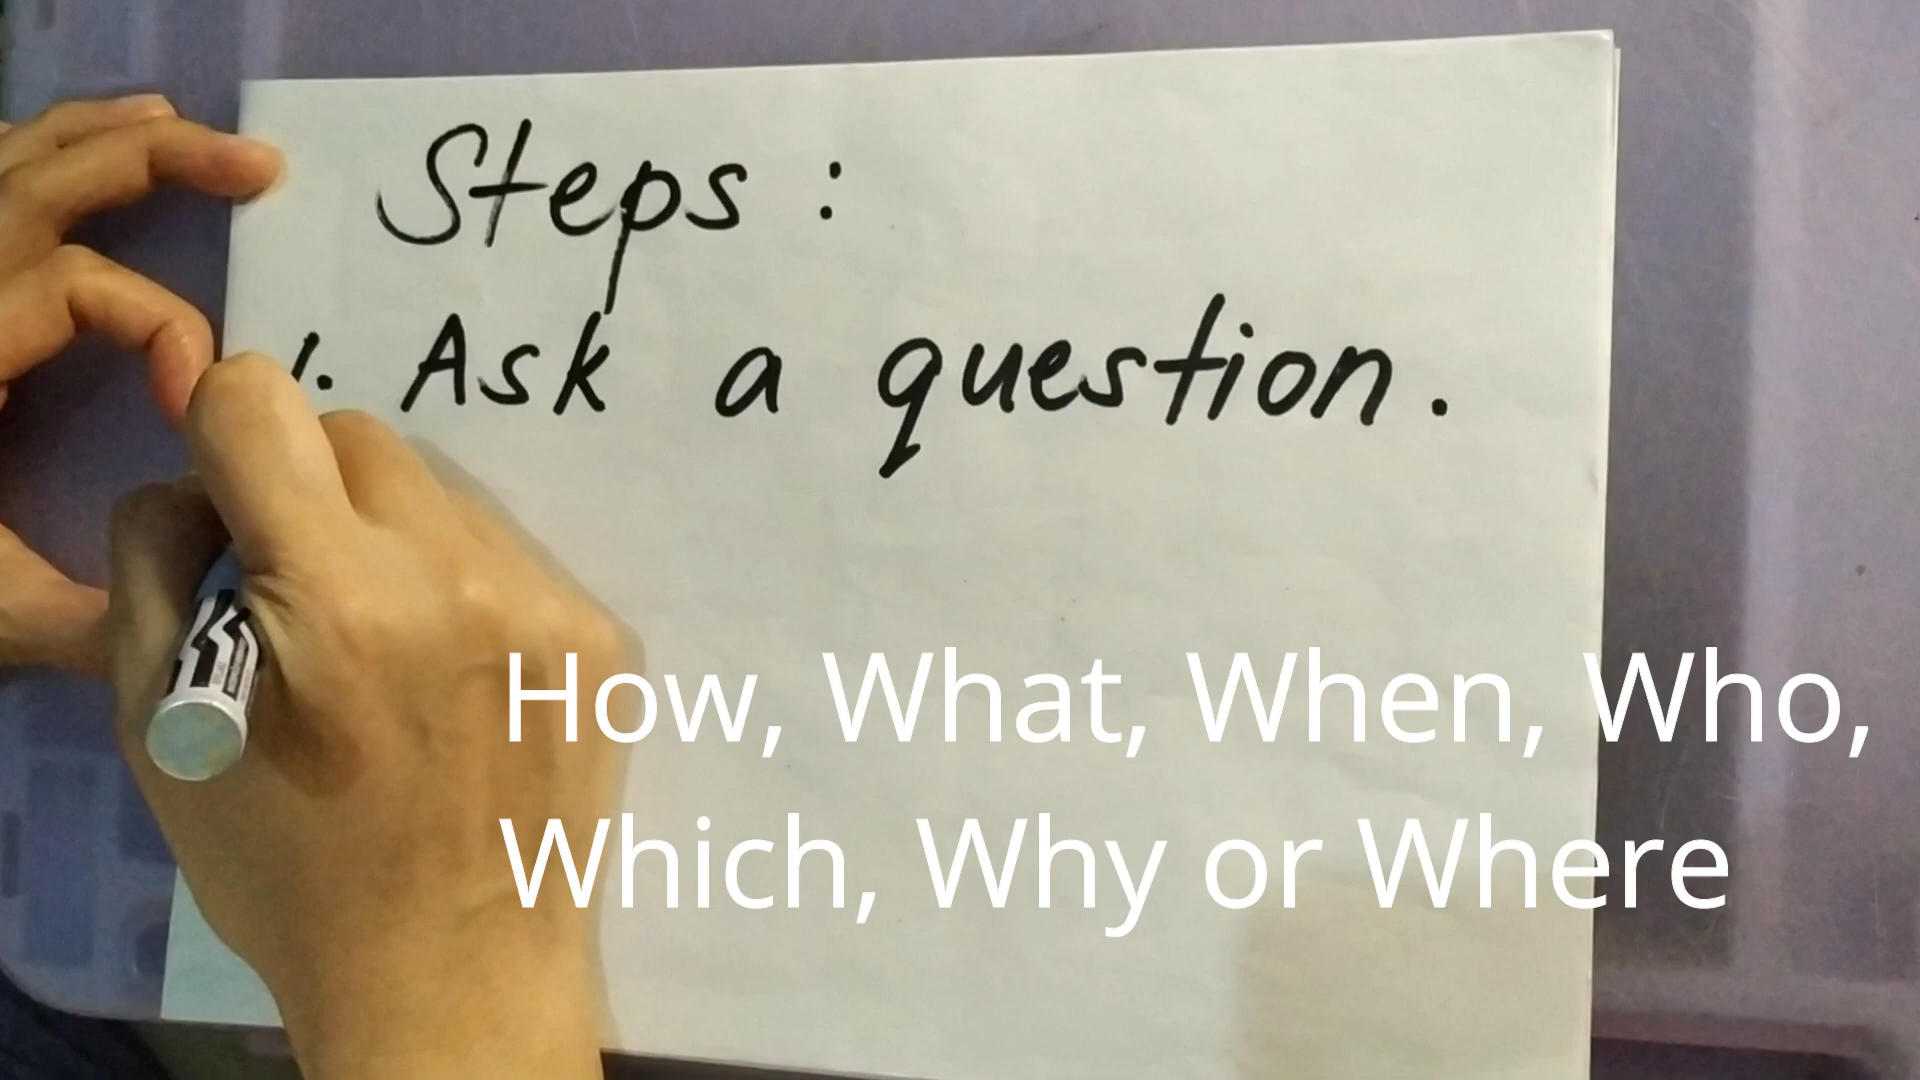 Steps :
1. Ask a question.
How, What, When, Who,
Which, Why or Where